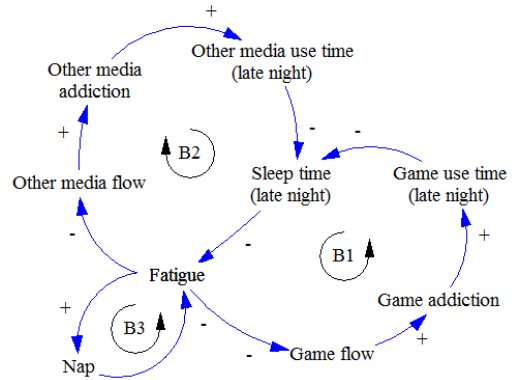 +
Other media use time
(late night)
Other media
addiction
+
-
-
B2
Other media flow
Sleep time
(late night)
Game use time
(late night)
-
-
B1
+
Fatigue
+
B3
-
Game addiction
-
Game flow
+
Nap